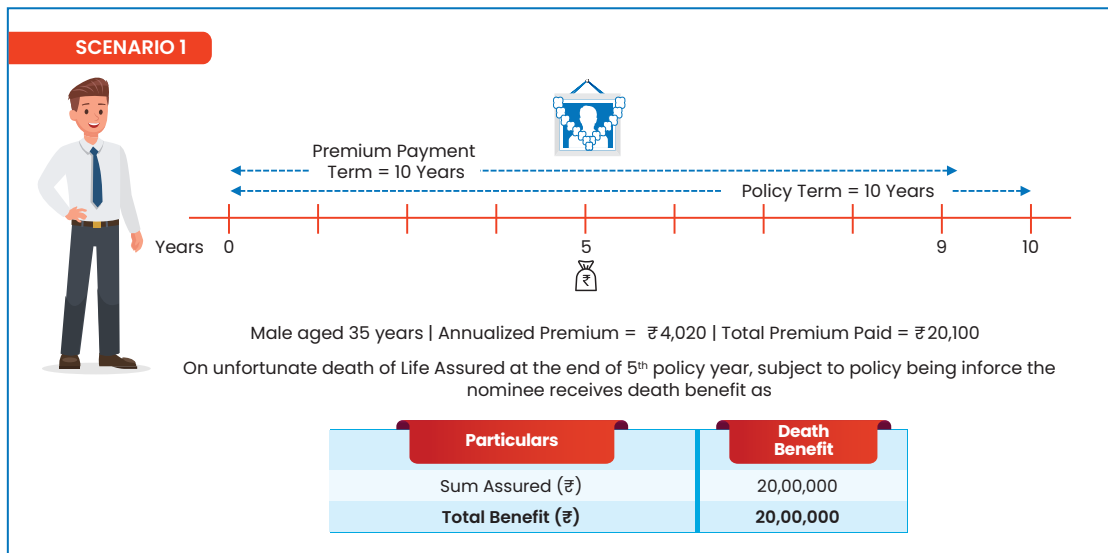 SCENARIO 1
Premium Payment
Term = 10 Years
Policy Term = 10 Years
Years 0 5 9 10
₹
Male aged 35 years | Annualized Premium = ₹4,020 | Total Premium Paid = ₹20,100
On unfortunate death of Life Assured at the end of 5th policy year, subject to policy being inforce the
nominee receives death benefit as
Particulars Death
Benefit
Sum Assured (₹) 20,00,000
Total Benefit (₹) 20,00,000